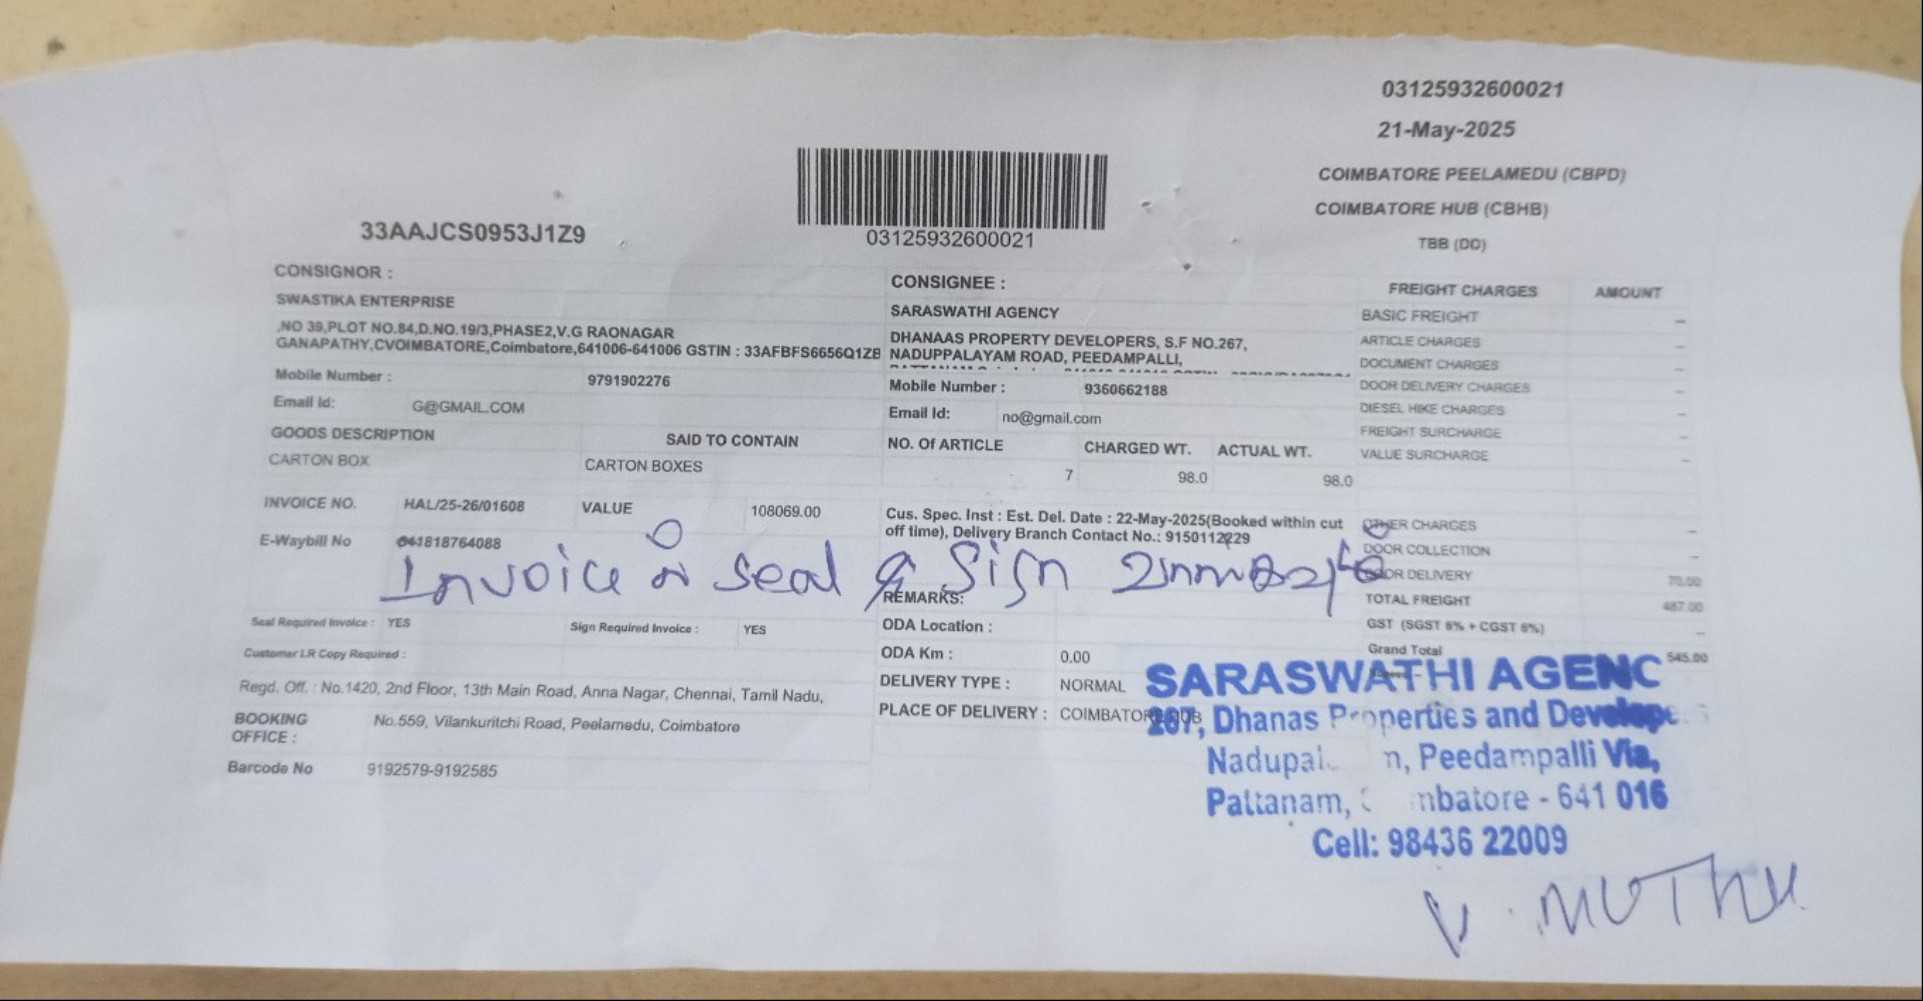 03125932600021
21-May-2025
COIMBATORE PEELAMEDU (CBPD)
COIMBATORE HUB (CBHB)
TBB (DD)
03125932600021
33AAJCS0953J1Z9
CONSIGNOR :
SWASTIKA ENTERPRISE
,NO 39,PLOT NO.84,D.NO.19/3,PHASE2,V.G RAONAGAR
GANAPATHY,CVOIMBATORE,Coimbatore,641006-641006 GSTIN : 33AFBFS6656Q1ZB
Mobile Number : 9791902276
Email Id: G@GMAIL.COM
CONSIGNEE :
SARASWATHI AGENCY
DHANAAS PROPERTY DEVELOPERS, S.F NO.267,
NADUPPALAYAM ROAD, PEEDAMPALLI,
Mobile Number : 9360662188
Email Id: no@gmail.com
GOODS DESCRIPTION SAID TO CONTAIN NO. Of ARTICLE CHARGED WT. ACTUAL WT.
CARTON BOX CARTON BOXES 7 98.0 98.0
INVOICE NO. HAL/25-26/01608 VALUE 108069.00
E-Waybill No 641818764088
Cus. Spec. Inst : Est. Del. Date : 22-May-2025(Booked within cut
off time), Delivery Branch Contact No.: 9150112229
Invoice ல் seal & Sign
Seal Required Invoice : YES Sign Required Invoice : YES
Customer LR Copy Required :
Regd. Off. : No.1420, 2nd Floor, 13th Main Road, Anna Nagar, Chennai, Tamil Nadu,
BOOKING OFFICE : No.559, Vilankuritchi Road, Peelamedu, Coimbatore
Barcode No 9192579-9192585
REMARKS:
ODA Location :
ODA Km : 0.00
DELIVERY TYPE : NORMAL
PLACE OF DELIVERY : COIMBATORE HUB
FREIGHT CHARGES AMOUNT
BASIC FREIGHT –
ARTICLE CHARGES –
DOCUMENT CHARGES –
DOOR DELIVERY CHARGES –
DIESEL HIKE CHARGES –
FREIGHT SURCHARGE –
VALUE SURCHARGE –
OTHER CHARGES –
DOOR COLLECTION –
DOOR DELIVERY 70.00
TOTAL FREIGHT 487.00
GST (SGST 6% + CGST 6%) –
Grand Total 545.00
SARASWATHI AGENC
267, Dhanas Properties and Develope
Peedampalli Via,
Pattanam, - 641 016
Cell: 98436 22009
V. MUTHU